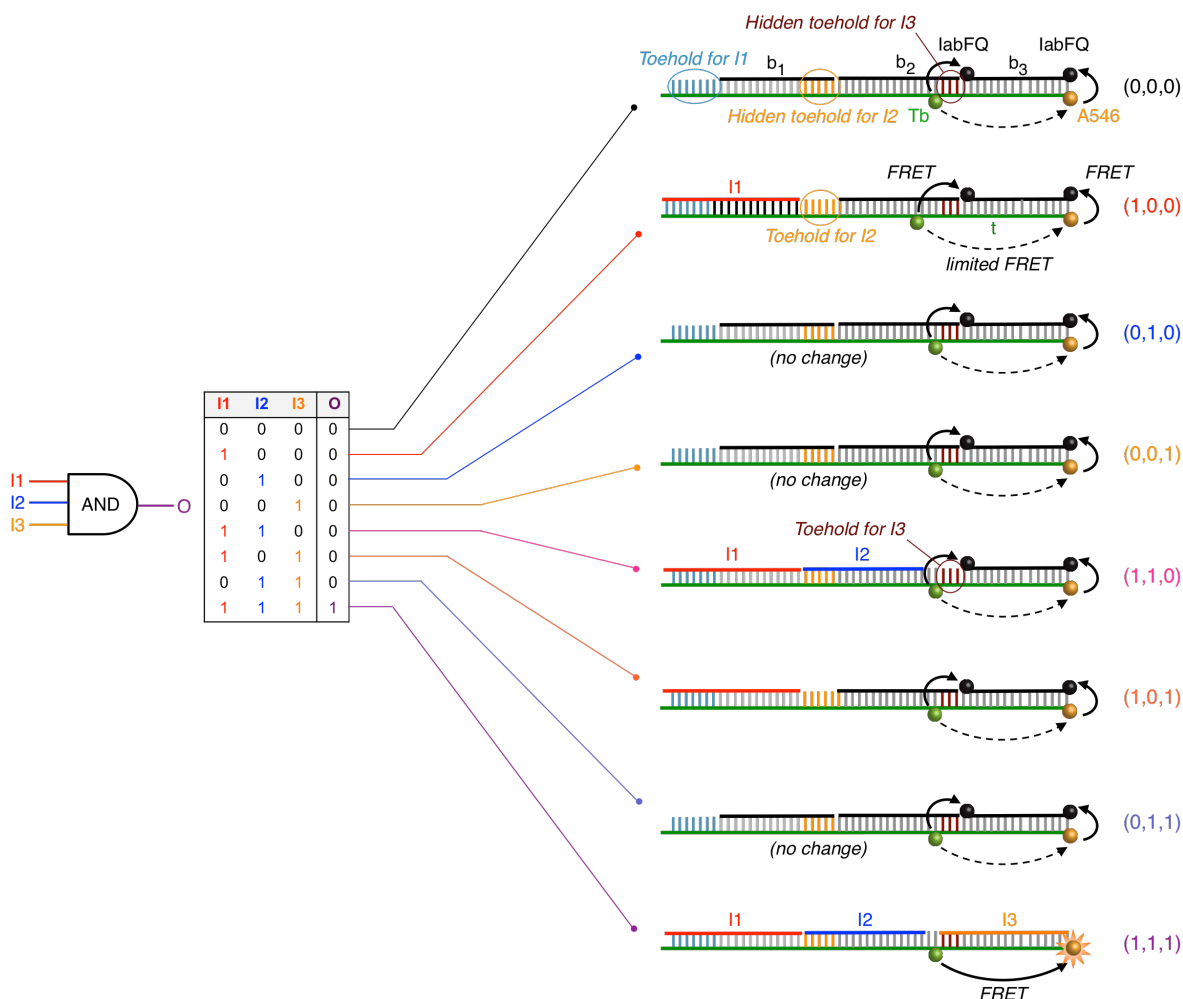 Hidden toehold for I3
IabFQ IabFQ
Toehold for I1
b1 b2 b3
(0,0,0)
Hidden toehold for I2 Tb A546
FRET FRET
I1
(1,0,0)
Toehold for I2 t
limited FRET
(0,1,0)
(no change)
(0,0,1)
(no change)
Toehold for I3
I1 I2
(1,1,0)
(1,0,1)
(0,1,1)
(no change)
I1 I2 I3
(1,1,1)
FRET
I1
I2
I3
AND
O
I1 I2 I3 O
0 0 0 0
1 0 0 0
0 1 0 0
0 0 1 0
1 1 0 0
1 0 1 0
0 1 1 0
1 1 1 1